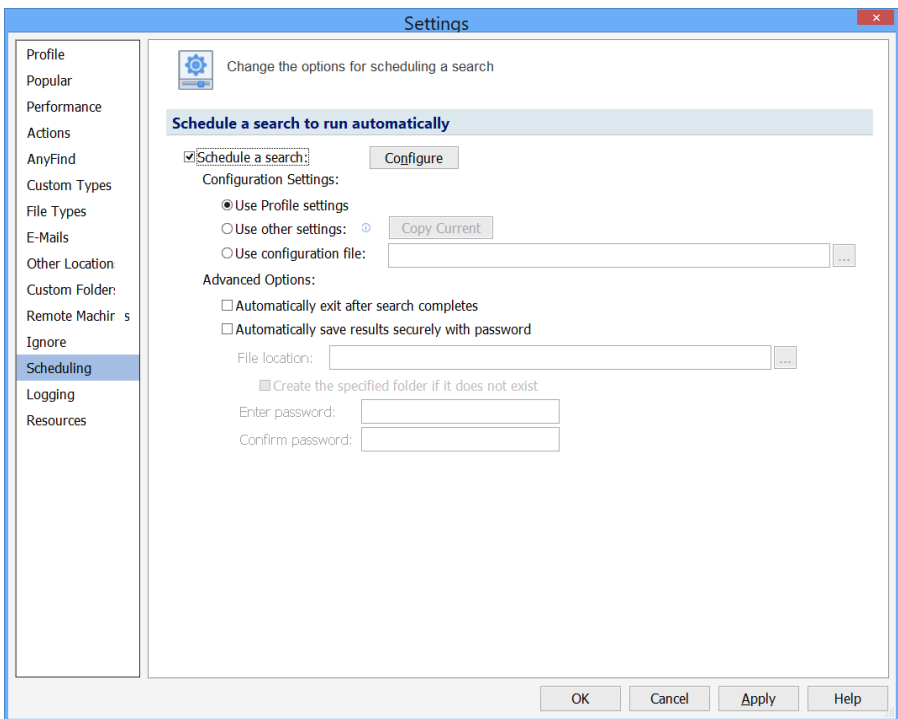 Settings
Profile
Popular
Performance
Actions
AnyFind
Custom Types
File Types
E-Mails
Other Location
Custom Folder
Remote Machin s
Ignore
Scheduling
Logging
Resources
Change the options for scheduling a search
Schedule a search to run automatically
Schedule a search: Configure
Configuration Settings:
Use Profile settings
Use other settings: Copy Current
Use configuration file: ...
Advanced Options:
Automatically exit after search completes
Automatically save results securely with password
File location: ...
Create the specified folder if it does not exist
Enter password:
Confirm password:
OK Cancel Apply Help